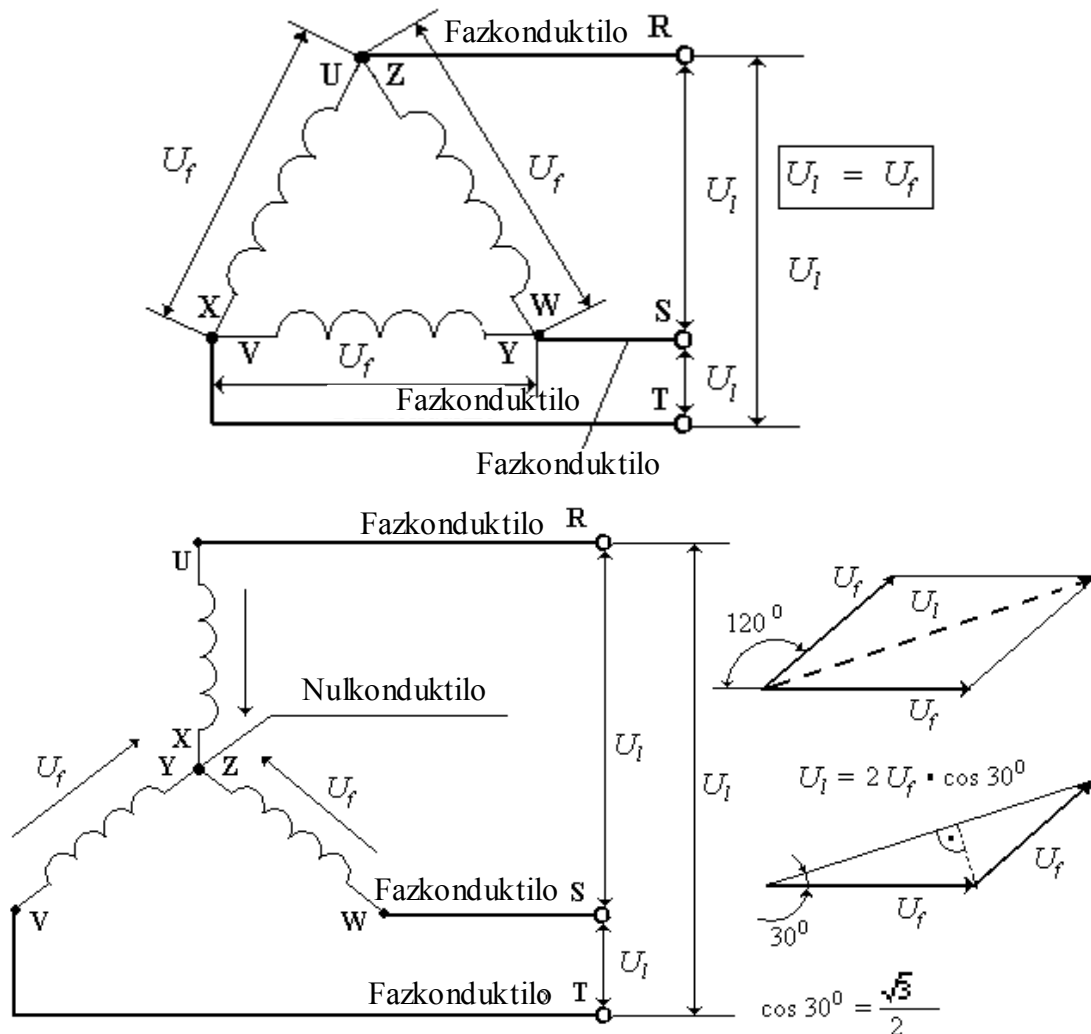 Fazkonduktilo R
U Z
U_f
U_f
U_l
U_l = U_f
U_l
X
W
S
V
U_f
Y
U_l
Fazkonduktilo
T
Fazkonduktilo
Fazkonduktilo R
U
U_f
U_l
120⁰
U_f
Nulkonduktilo
X
Y Z
U_l
U_l
U_f
U_f
U_l = 2 U_f · cos 30⁰
U_f
Fazkonduktilo S
V
W
U_f
30⁰
U_l
Fazkonduktilo T
cos 30⁰ = √3/2